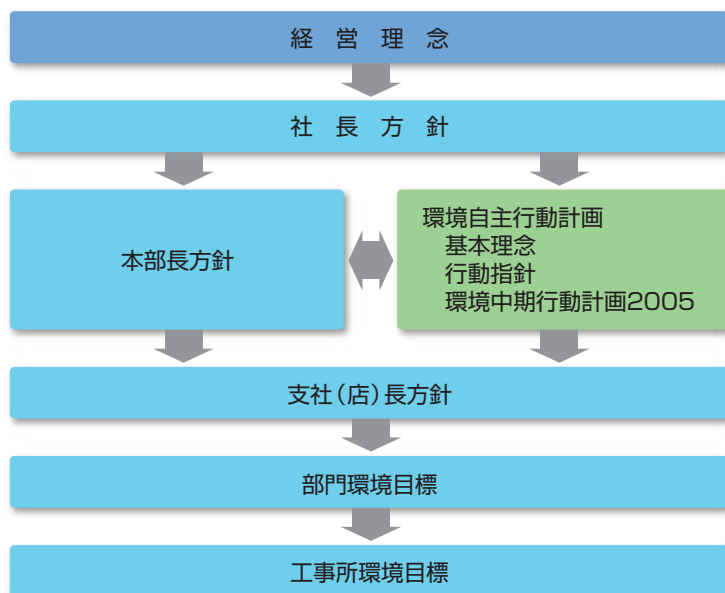 経営理念
社長方針
本部長方針
環境自主行動計画
基本理念
行動指針
環境中期行動計画2005
支社(店)長方針
部門環境目標
工事所環境目標